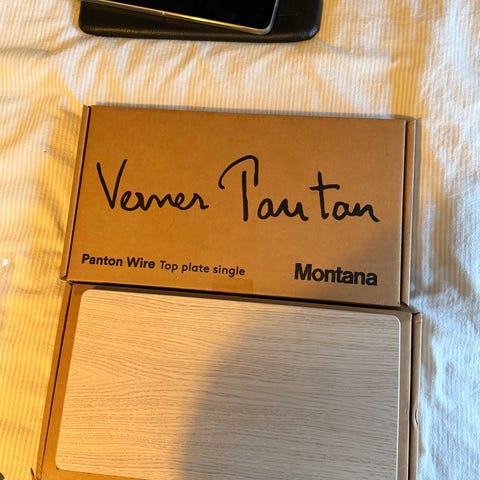 Verner Panton
Panton Wire Top plate single
Montana